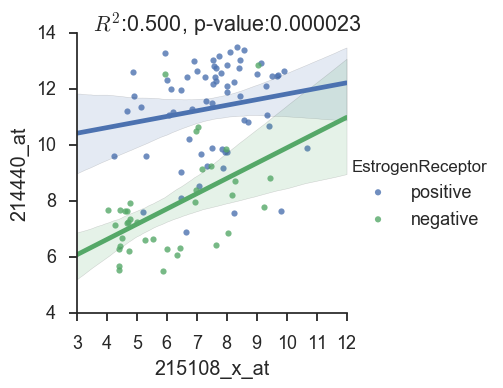 R²:0.500, p-value:0.000023
14
12
10
8
6
4
214440_at
3 4 5 6 7 8 9 10 11 12
215108_x_at
EstrogenReceptor
positive
negative